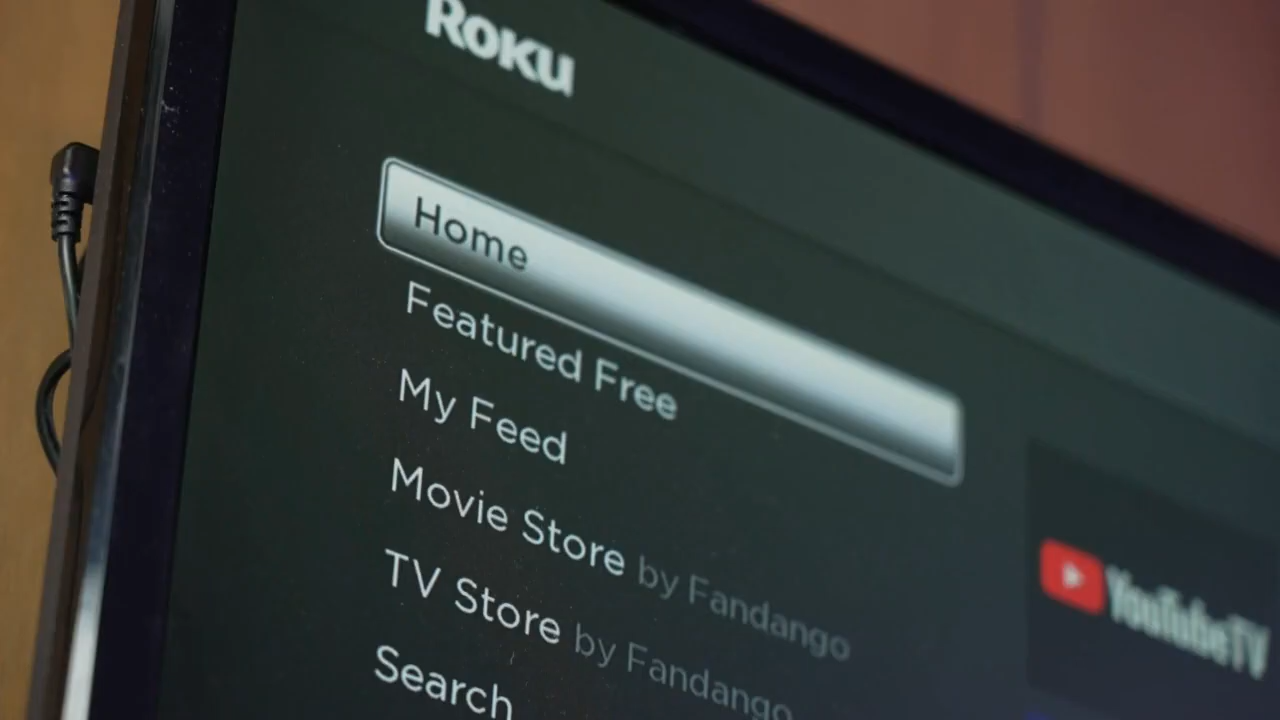 Roku
Home
Featured Free
My Feed
Movie Store by Fandango
TV Store by Fandango
Search
YouTubeTV